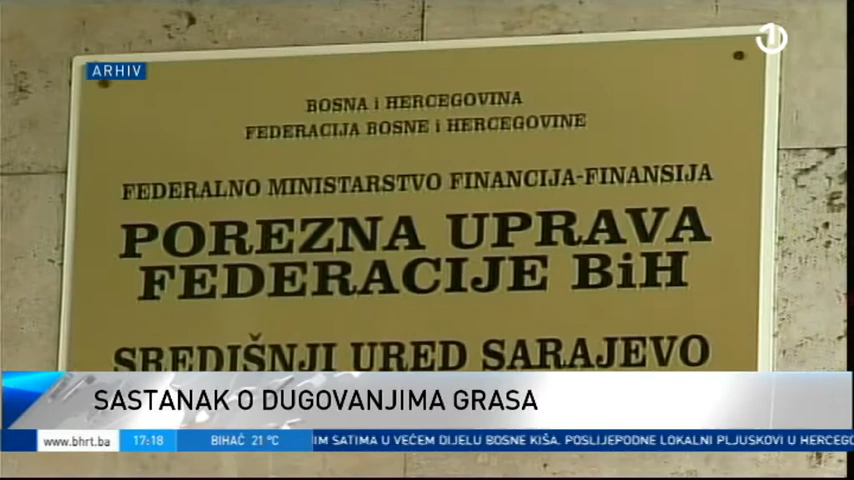 1
ARHIV
BOSNA i HERCEGOVINA
FEDERACIJA BOSNE i HERCEGOVINE
FEDERALNO MINISTARSTVO FINANCIJA-FINANSIJA
POREZNA UPRAVA
FEDERACIJE BiH
SREDIŠNJI URED SARAJEVO
SASTANAK O DUGOVANJIMA GRASA
www.bhrt.ba 17:18 BIHAĆ 21 °C IM SATIMA U VEĆEM DIJELU BOSNE KIŠA. POSLIJEPODNE LOKALNI PLJUSKOVI U HERCEGO